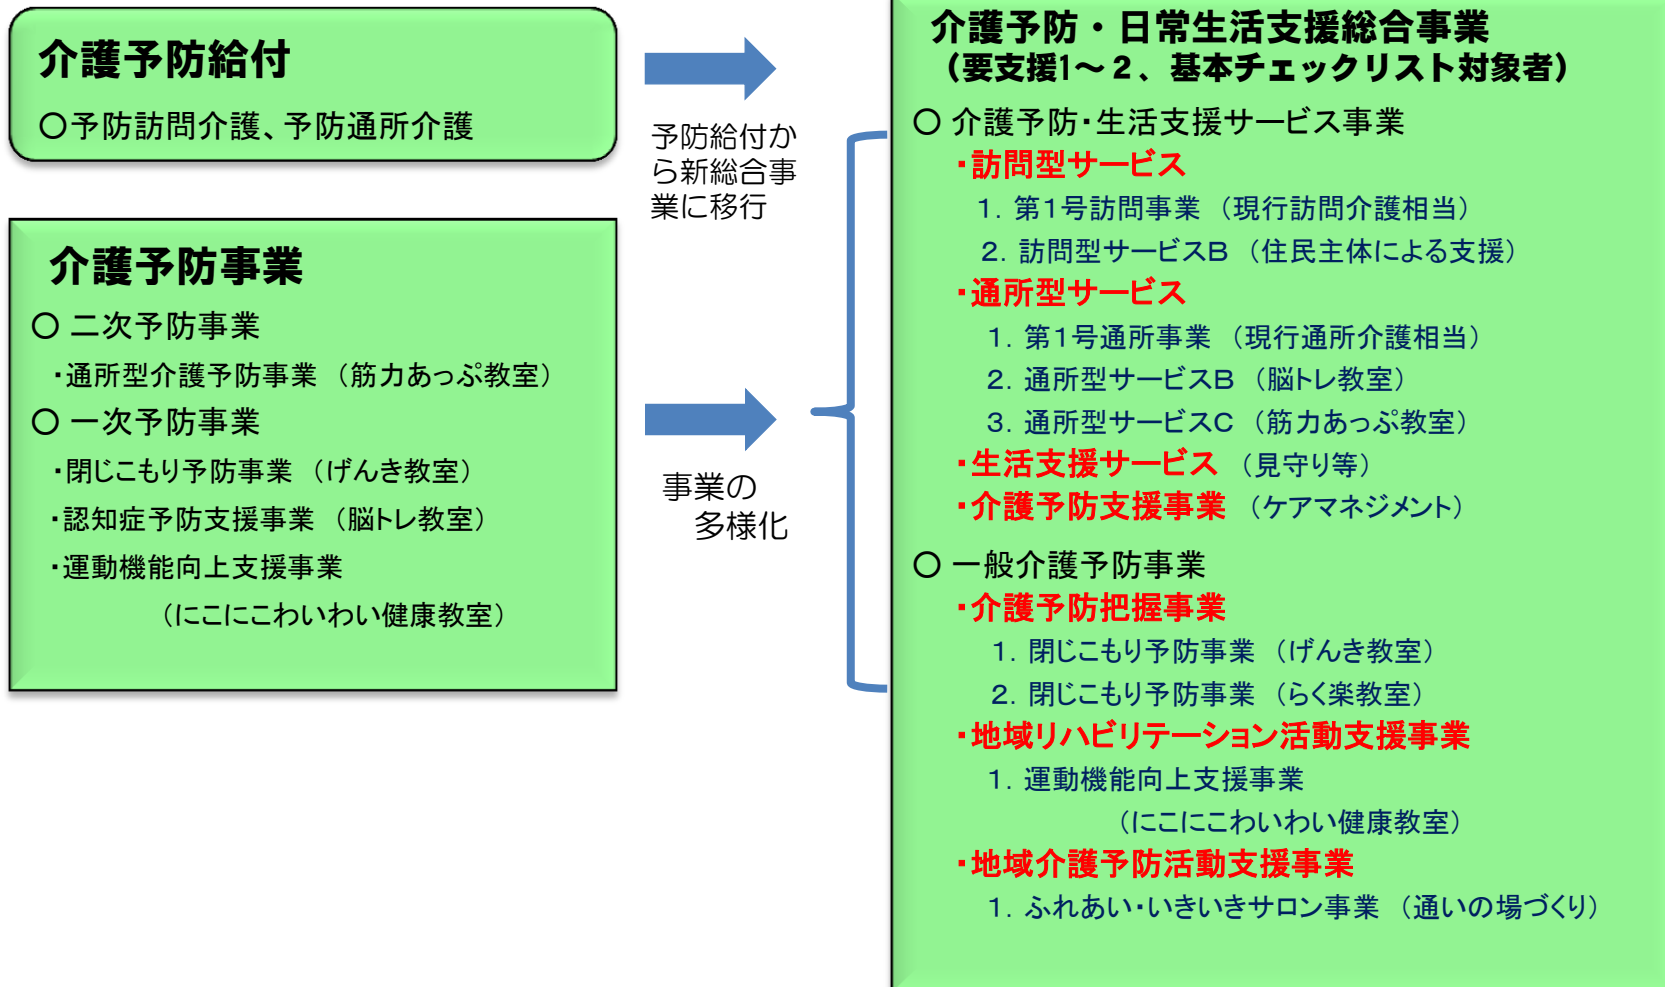 介護予防給付
〇予防訪問介護、予防通所介護
介護予防事業
〇 二次予防事業
・通所型介護予防事業 （筋力あっぷ教室）
〇 一次予防事業
・閉じこもり予防事業 （げんき教室）
・認知症予防支援事業 （脳トレ教室）
・運動機能向上支援事業
（にこにこわいわい健康教室）
予防給付か
ら新総合事
業に移行
事業の
多様化
介護予防・日常生活支援総合事業
（要支援1～２、基本チェックリスト対象者）
〇 介護予防・生活支援サービス事業
・訪問型サービス
１．第１号訪問事業 （現行訪問介護相当）
２．訪問型サービスＢ （住民主体による支援）
・通所型サービス
１．第１号通所事業 （現行通所介護相当）
２．通所型サービスＢ （脳トレ教室）
３．通所型サービスＣ （筋力あっぷ教室）
・生活支援サービス （見守り等）
・介護予防支援事業 （ケアマネジメント）
〇 一般介護予防事業
・介護予防把握事業
１．閉じこもり予防事業 （げんき教室）
２．閉じこもり予防事業 （らく楽教室）
・地域リハビリテーション活動支援事業
１．運動機能向上支援事業
（にこにこわいわい健康教室）
・地域介護予防活動支援事業
１．ふれあい・いきいきサロン事業 （通いの場づくり）